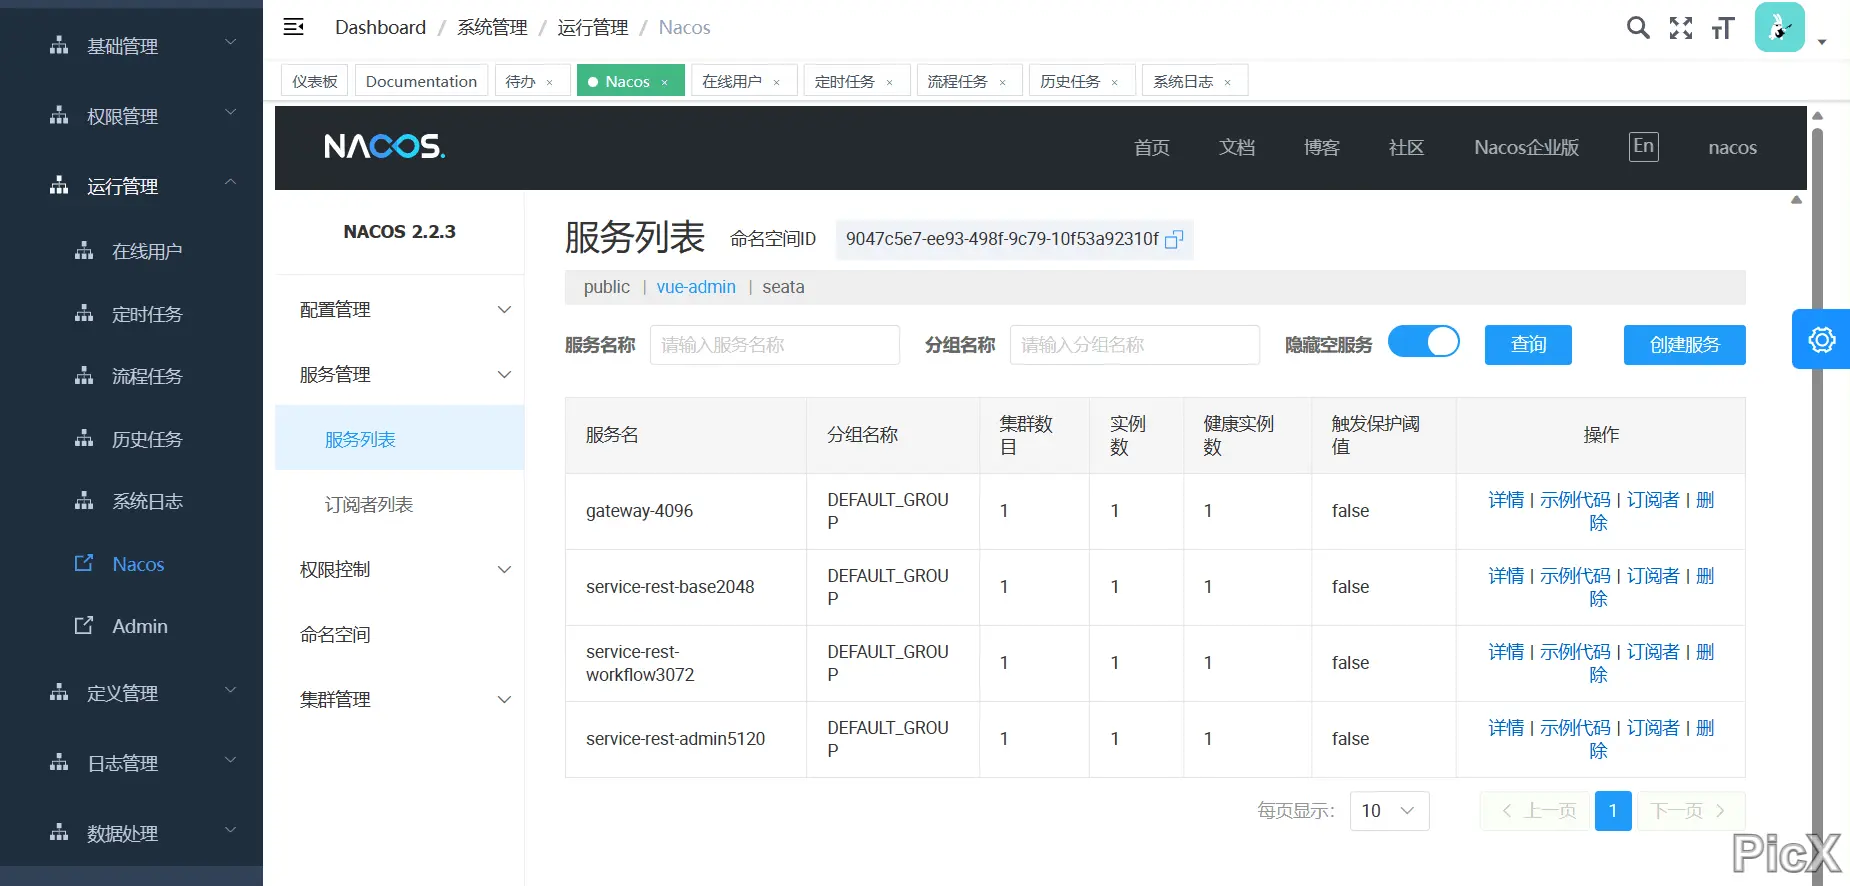 基础管理
权限管理
运行管理
在线用户
定时任务
流程任务
历史任务
系统日志
Nacos
Admin
定义管理
日志管理
数据处理
Dashboard / 系统管理 / 运行管理 / Nacos
仪表板 Documentation 待办 × Nacos × 在线用户 × 定时任务 × 流程任务 × 历史任务 × 系统日志 ×
NACOS. 首页 文档 博客 社区 Nacos企业版 En nacos
NACOS 2.2.3
配置管理
服务管理
服务列表
订阅者列表
权限控制
命名空间
集群管理
服务列表 命名空间ID 9047c5e7-ee93-498f-9c79-10f53a92310f
public | vue-admin | seata
服务名称 请输入服务名称 分组名称 请输入分组名称 隐藏空服务 查询 创建服务
服务名 分组名称 集群数目 实例数 健康实例数 触发保护阈值 操作
gateway-4096 DEFAULT_GROUP 1 1 1 false 详情 | 示例代码 | 订阅者 | 删除
service-rest-base2048 DEFAULT_GROUP 1 1 1 false 详情 | 示例代码 | 订阅者 | 删除
service-rest-workflow3072 DEFAULT_GROUP 1 1 1 false 详情 | 示例代码 | 订阅者 | 删除
service-rest-admin5120 DEFAULT_GROUP 1 1 1 false 详情 | 示例代码 | 订阅者 | 删除
每页显示: 10 上一页 1 下一页
PicX